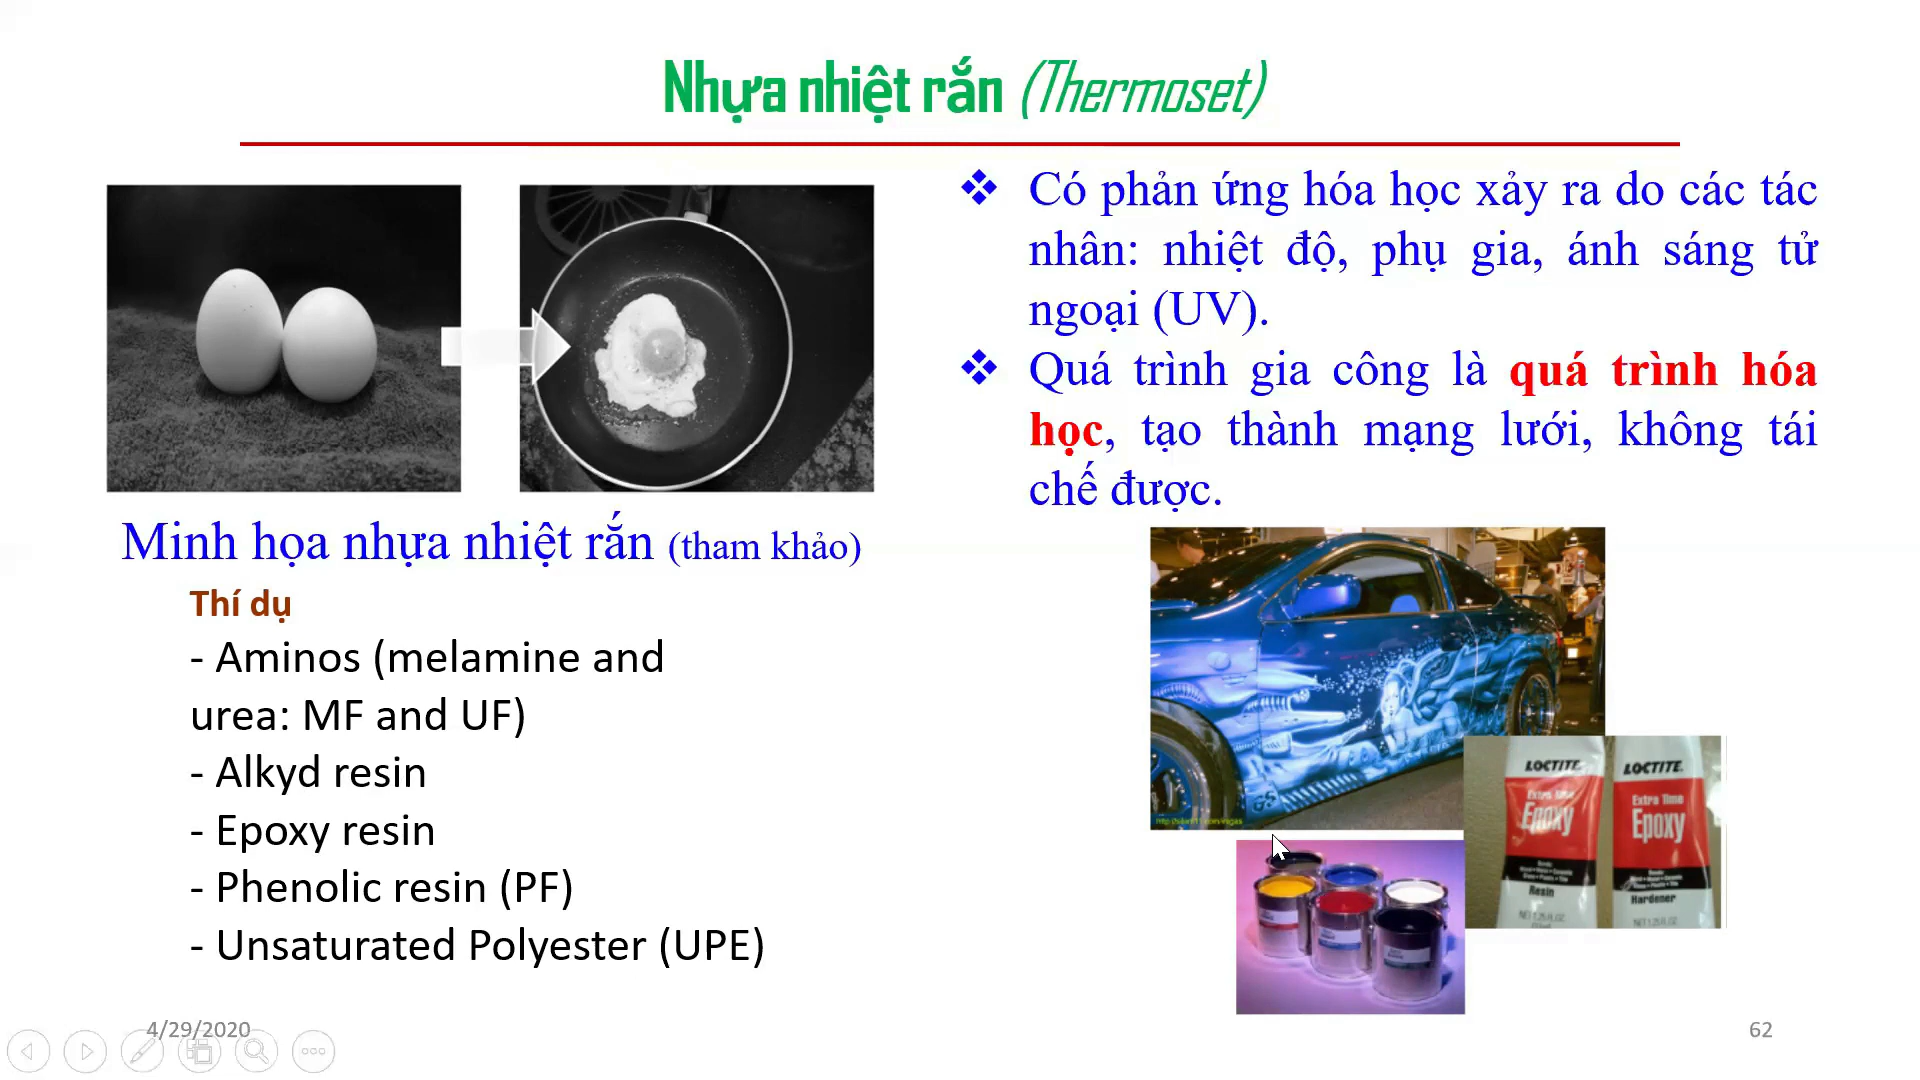 Nhựa nhiệt rắn (Thermoset)
❖ Có phản ứng hóa học xảy ra do các tác
nhân: nhiệt độ, phụ gia, ánh sáng tử
ngoại (UV).
❖ Quá trình gia công là quá trình hóa
học, tạo thành mạng lưới, không tái
chế được.
Minh họa nhựa nhiệt rắn (tham khảo)
Thí dụ
- Aminos (melamine and
urea: MF and UF)
- Alkyd resin
- Epoxy resin
- Phenolic resin (PF)
- Unsaturated Polyester (UPE)
LOCTITE
Extra Time
Epoxy
Resin
LOCTITE
Extra Time
Epoxy
Hardener
4/29/2020
62